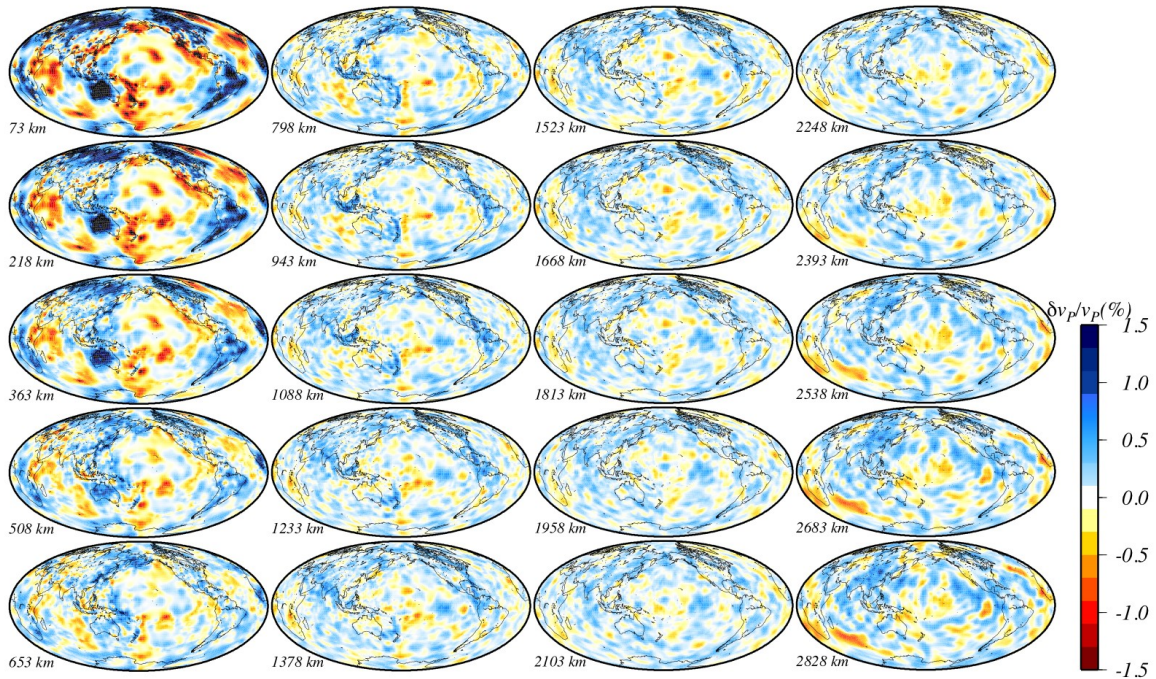 73 km
798 km
1523 km
2248 km
218 km
943 km
1668 km
2393 km
363 km
1088 km
1813 km
2538 km
508 km
1233 km
1958 km
2683 km
653 km
1378 km
2103 km
2828 km
δvP/vP(%)
1.5
1.0
0.5
0.0
-0.5
-1.0
-1.5